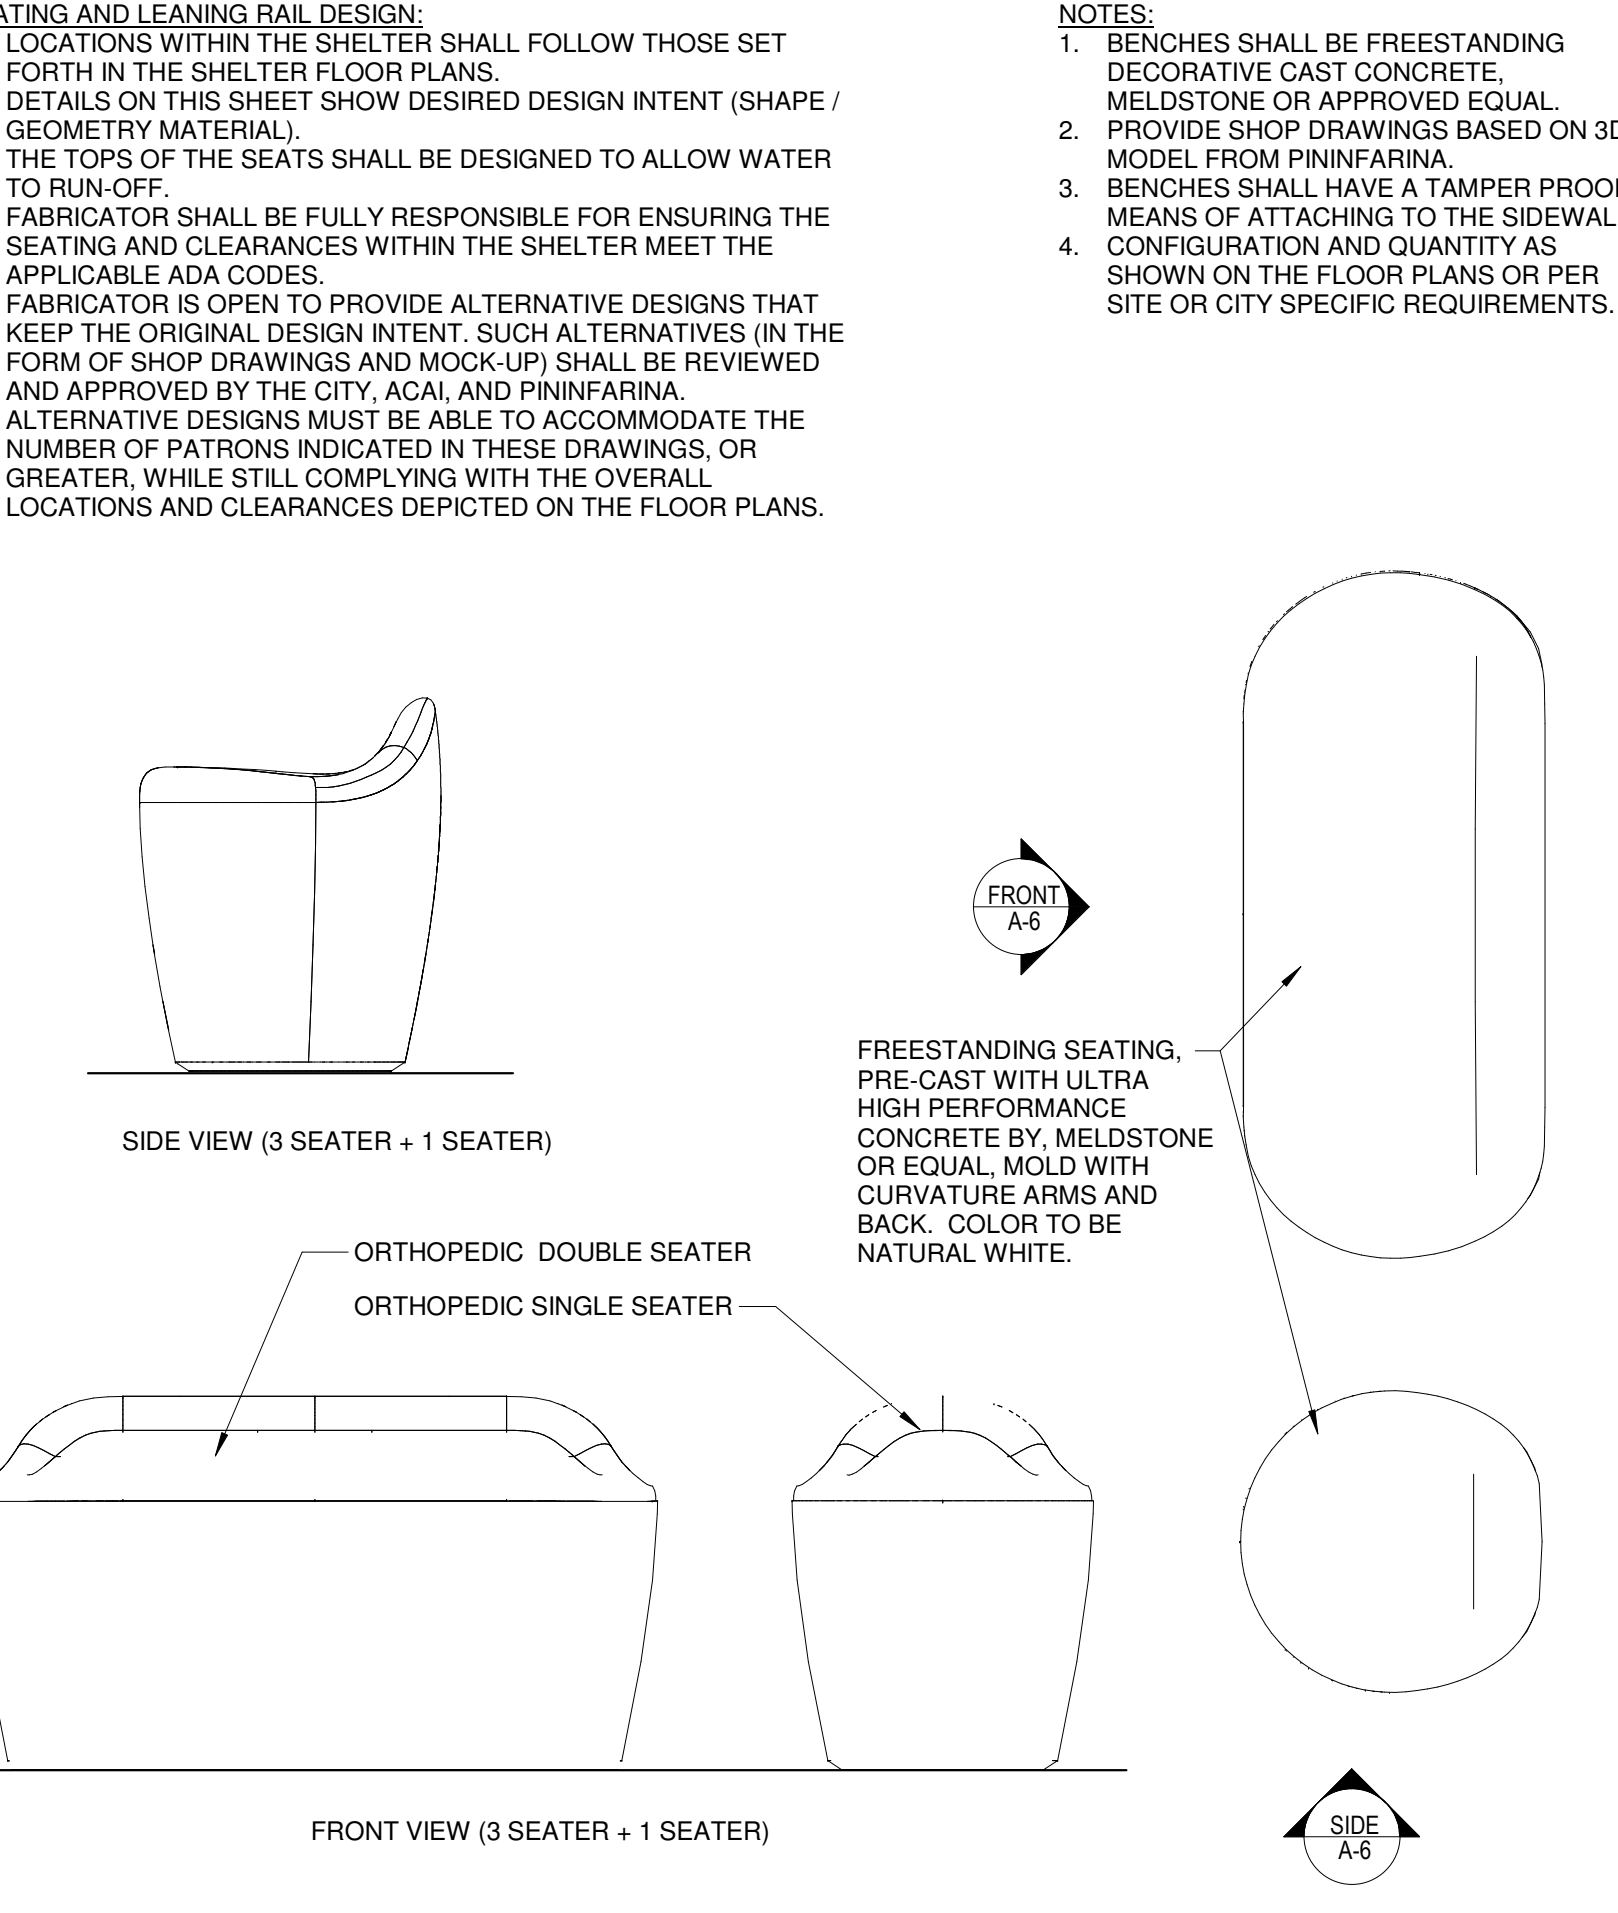 ATING AND LEANING RAIL DESIGN:
LOCATIONS WITHIN THE SHELTER SHALL FOLLOW THOSE SET
FORTH IN THE SHELTER FLOOR PLANS.
DETAILS ON THIS SHEET SHOW DESIRED DESIGN INTENT (SHAPE /
GEOMETRY MATERIAL).
THE TOPS OF THE SEATS SHALL BE DESIGNED TO ALLOW WATER
TO RUN-OFF.
FABRICATOR SHALL BE FULLY RESPONSIBLE FOR ENSURING THE
SEATING AND CLEARANCES WITHIN THE SHELTER MEET THE
APPLICABLE ADA CODES.
FABRICATOR IS OPEN TO PROVIDE ALTERNATIVE DESIGNS THAT
KEEP THE ORIGINAL DESIGN INTENT. SUCH ALTERNATIVES (IN THE
FORM OF SHOP DRAWINGS AND MOCK-UP) SHALL BE REVIEWED
AND APPROVED BY THE CITY, ACAI, AND PININFARINA.
ALTERNATIVE DESIGNS MUST BE ABLE TO ACCOMMODATE THE
NUMBER OF PATRONS INDICATED IN THESE DRAWINGS, OR
GREATER, WHILE STILL COMPLYING WITH THE OVERALL
LOCATIONS AND CLEARANCES DEPICTED ON THE FLOOR PLANS.
NOTES:
1. BENCHES SHALL BE FREESTANDING
DECORATIVE CAST CONCRETE,
MELDSTONE OR APPROVED EQUAL.
2. PROVIDE SHOP DRAWINGS BASED ON 3D
MODEL FROM PININFARINA.
3. BENCHES SHALL HAVE A TAMPER PROOF
MEANS OF ATTACHING TO THE SIDEWAL
4. CONFIGURATION AND QUANTITY AS
SHOWN ON THE FLOOR PLANS OR PER
SITE OR CITY SPECIFIC REQUIREMENTS.
FRONT
A-6
FREESTANDING SEATING,
PRE-CAST WITH ULTRA
HIGH PERFORMANCE
CONCRETE BY, MELDSTONE
OR EQUAL, MOLD WITH
CURVATURE ARMS AND
BACK. COLOR TO BE
NATURAL WHITE.
SIDE VIEW (3 SEATER + 1 SEATER)
ORTHOPEDIC DOUBLE SEATER
ORTHOPEDIC SINGLE SEATER
FRONT VIEW (3 SEATER + 1 SEATER)
SIDE
A-6